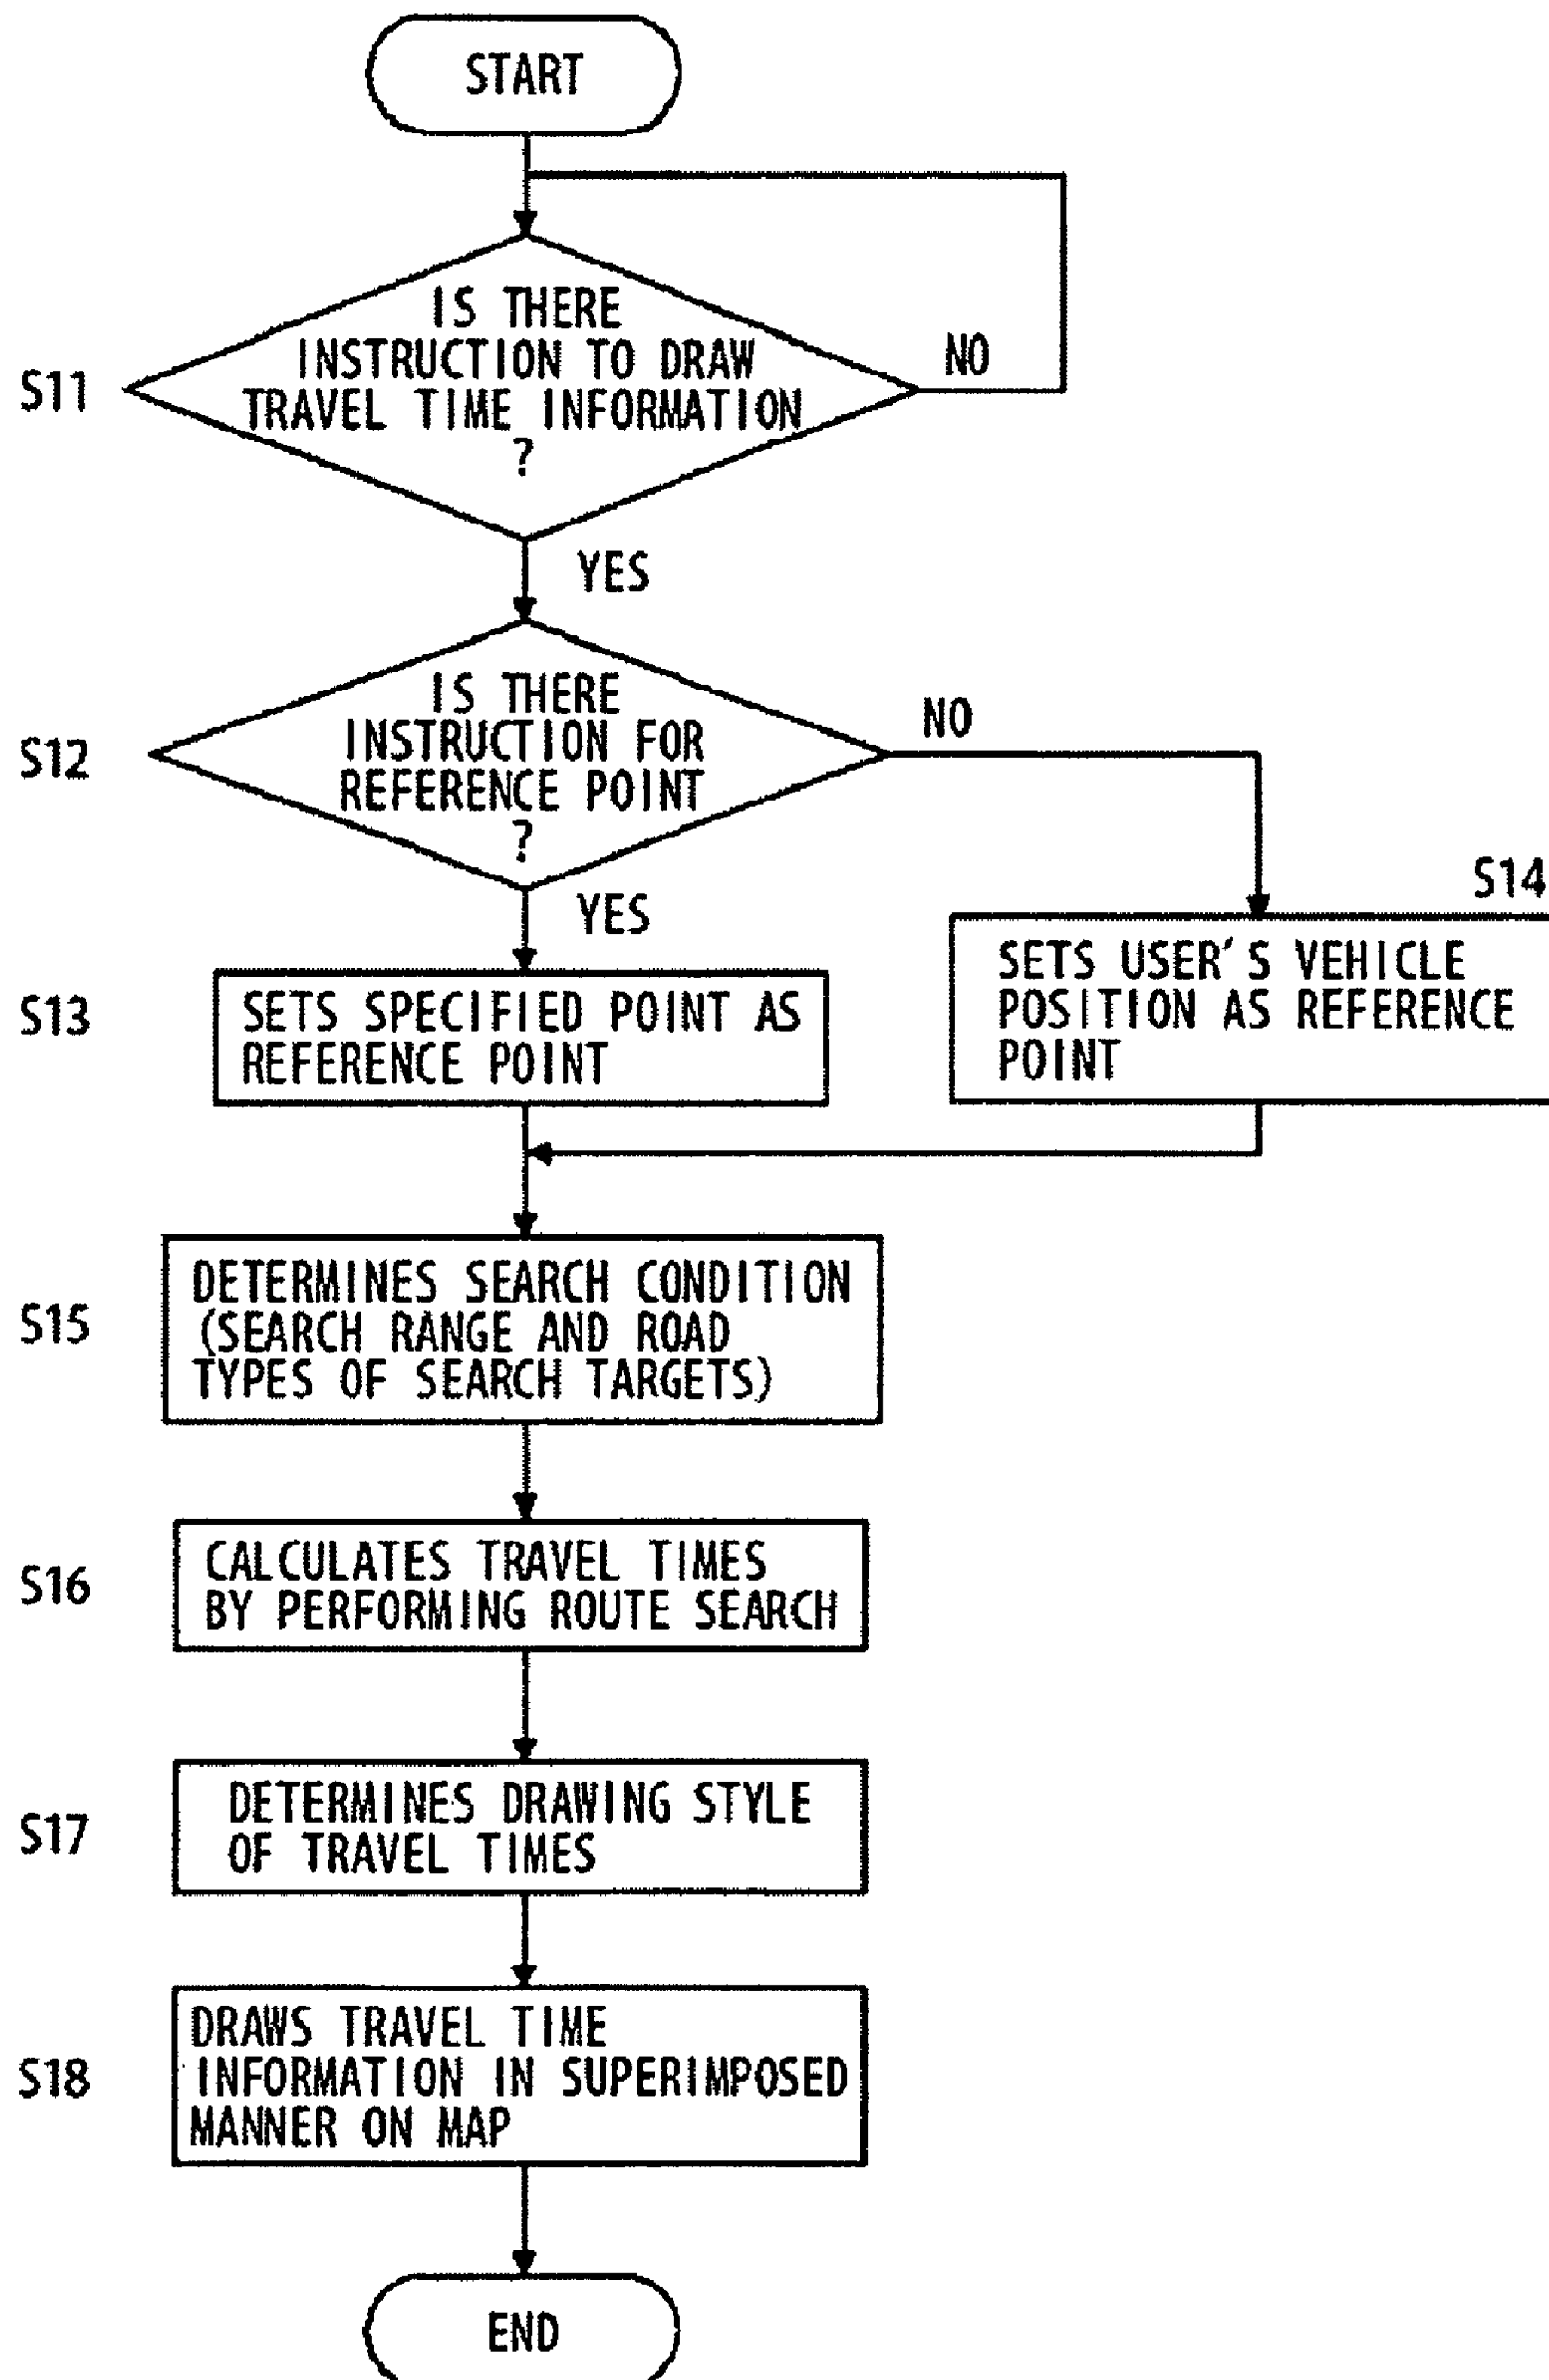 START
IS THERE
INSTRUCTION TO DRAW
TRAVEL TIME INFORMATION
?
NO
S11
YES
IS THERE
INSTRUCTION FOR
REFERENCE POINT
?
NO
S12
YES
S14
SETS USER'S VEHICLE
POSITION AS REFERENCE
POINT
S13
SETS SPECIFIED POINT AS
REFERENCE POINT
S15
DETERMINES SEARCH CONDITION
(SEARCH RANGE AND ROAD
TYPES OF SEARCH TARGETS)
S16
CALCULATES TRAVEL TIMES
BY PERFORMING ROUTE SEARCH
S17
DETERMINES DRAWING STYLE
OF TRAVEL TIMES
S18
DRAWS TRAVEL TIME
INFORMATION IN SUPERIMPOSED
MANNER ON MAP
END